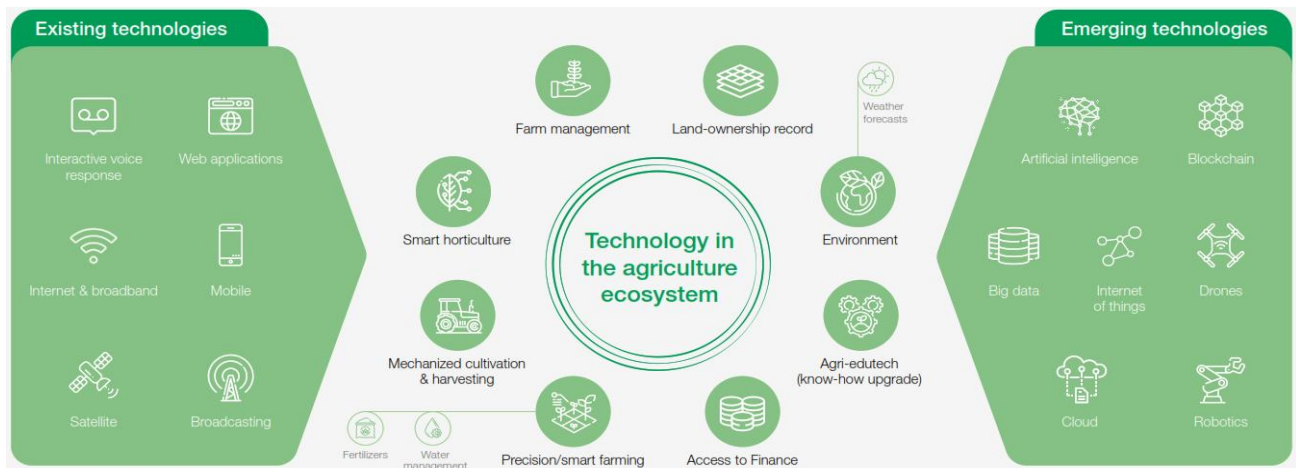 Existing technologies
Interactive voice
response
Web applications
Internet & broadband
Mobile
Satellite
Broadcasting
Farm management
Land-ownership record
Weather
forecasts
Smart horticulture
Environment
Technology in
the agriculture
ecosystem
Mechanized cultivation
& harvesting
Agri-edutech
(know-how upgrade)
Fertilizers
Water
management
Precision/smart farming
Access to Finance
Emerging technologies
Artificial intelligence
Blockchain
Big data
Internet
of things
Drones
Cloud
Robotics